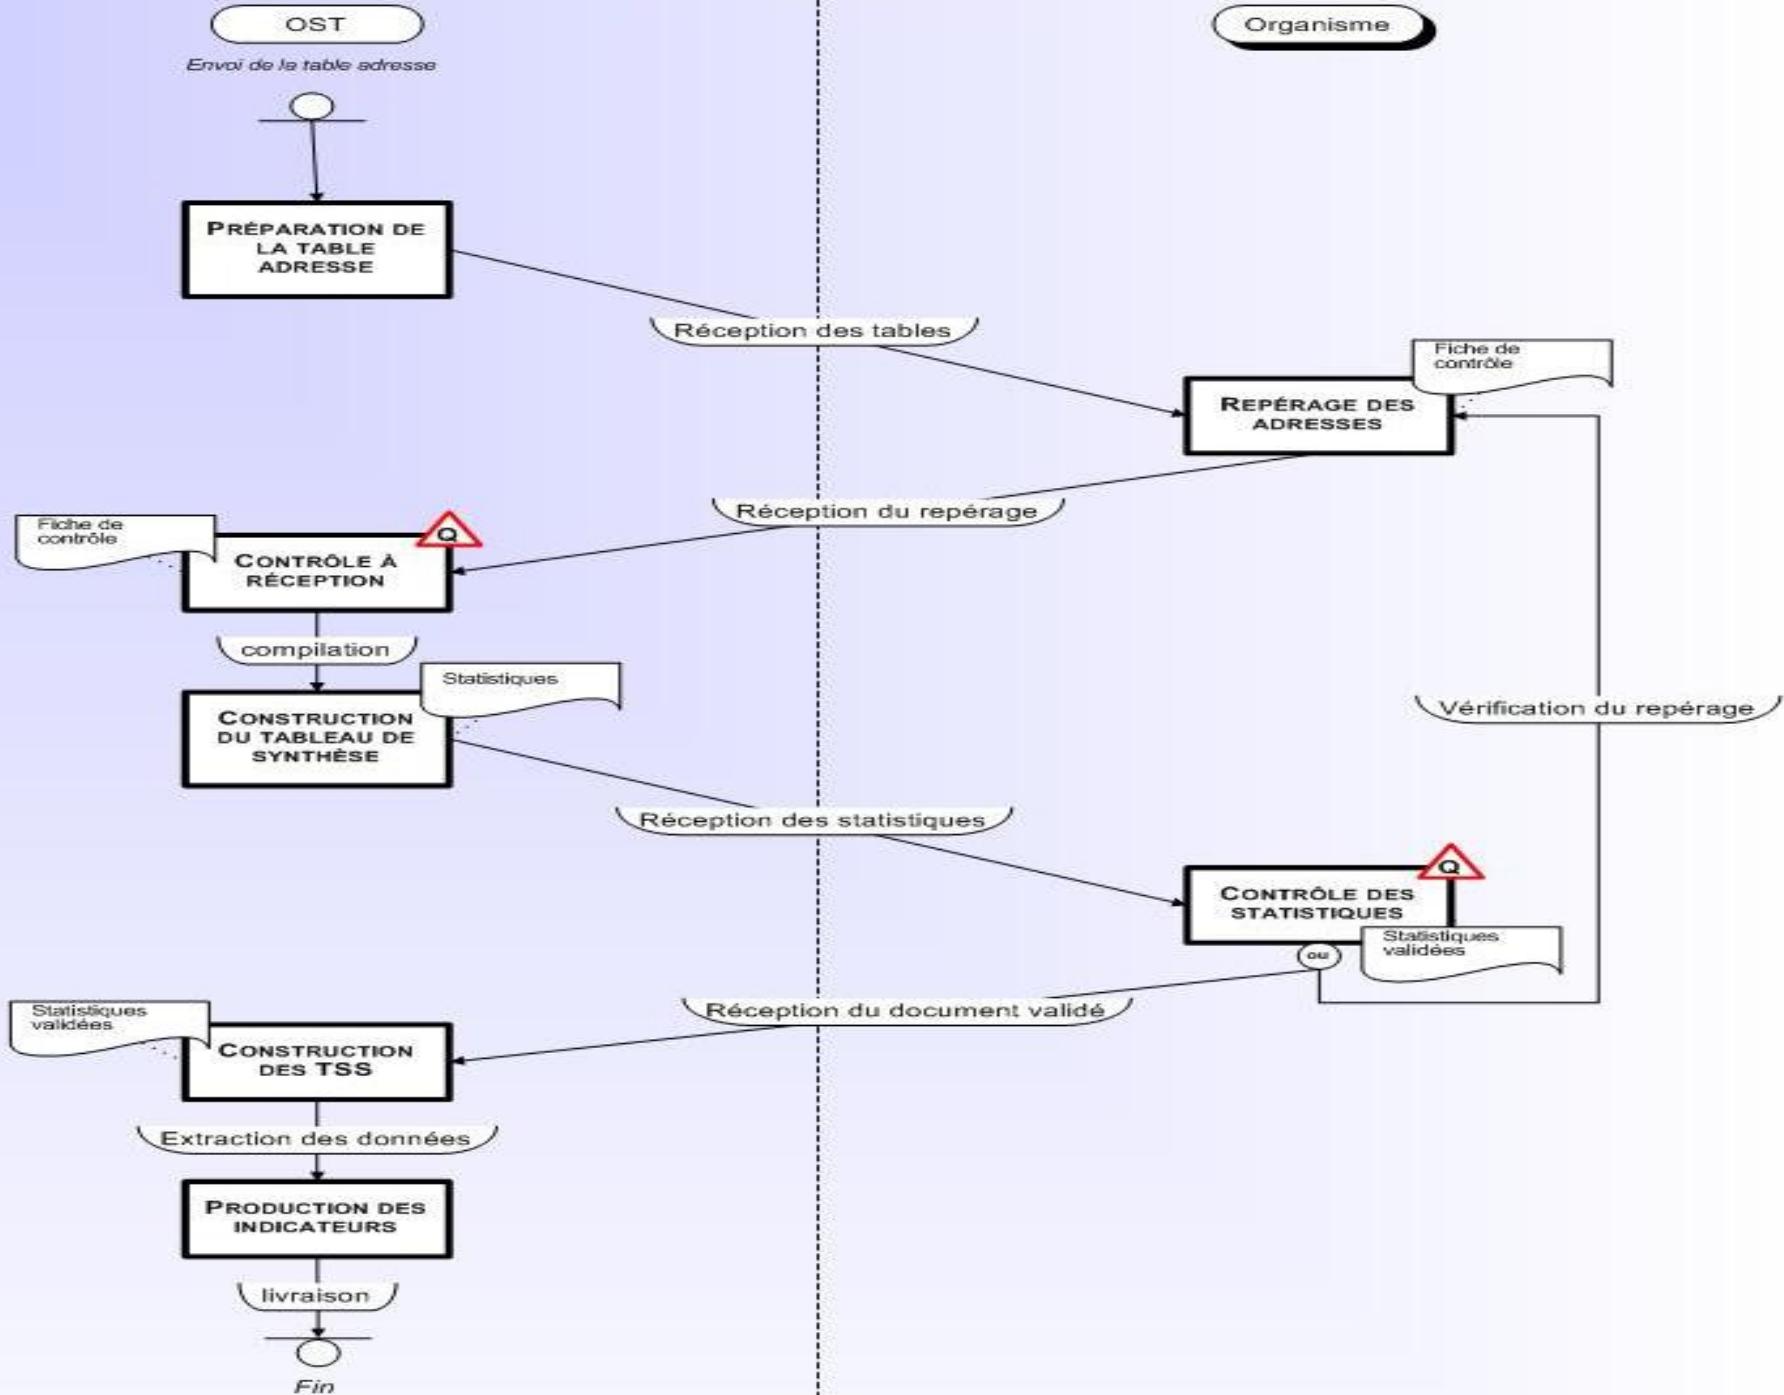 OST
Organisme
Envoi de la table adresse
PRÉPARATION DE
LA TABLE
ADRESSE
Réception des tables
Fiche de
contrôle
REPÉRAGE DES
ADRESSES
Réception du repérage
Fiche de
contrôle
Q
CONTRÔLE À
RÉCEPTION
compilation
Statistiques
CONSTRUCTION
DU TABLEAU DE
SYNTHÈSE
Vérification du repérage
Réception des statistiques
Q
CONTRÔLE DES
STATISTIQUES
ou
Statistiques
validées
Réception du document validé
Statistiques
validées
CONSTRUCTION
DES TSS
Extraction des données
PRODUCTION DES
INDICATEURS
livraison
Fin